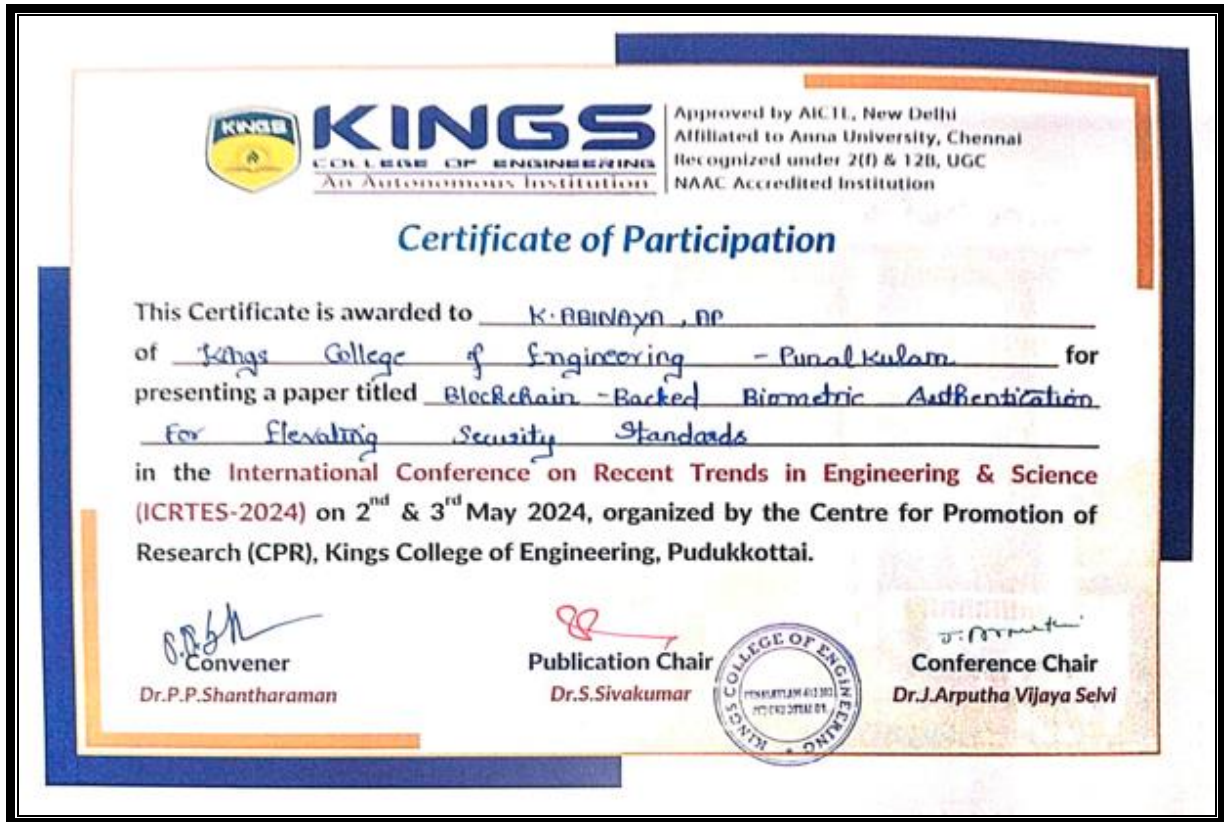 KINGS
KINGS
COLLEGE OF ENGINEERING
An Autonomous Institution
Approved by AICTE, New Delhi
Affiliated to Anna University, Chennai
Recognized under 2(f) & 12B, UGC
NAAC Accredited Institution
Certificate of Participation
This Certificate is awarded to K. ABINAYA, AP
of Kings College of Engineering - Punalkulam for
presenting a paper titled Blockchain - Backed Biometric Authentication
For Elevating Security Standards
in the International Conference on Recent Trends in Engineering & Science
(ICRTES-2024) on 2nd & 3rd May 2024, organized by the Centre for Promotion of
Research (CPR), Kings College of Engineering, Pudukkottai.
Convener
Dr.P.P.Shantharaman
Publication Chair
Dr.S.Sivakumar
KINGS COLLEGE OF ENGINEERING
Conference Chair
Dr.J.Arputha Vijaya Selvi